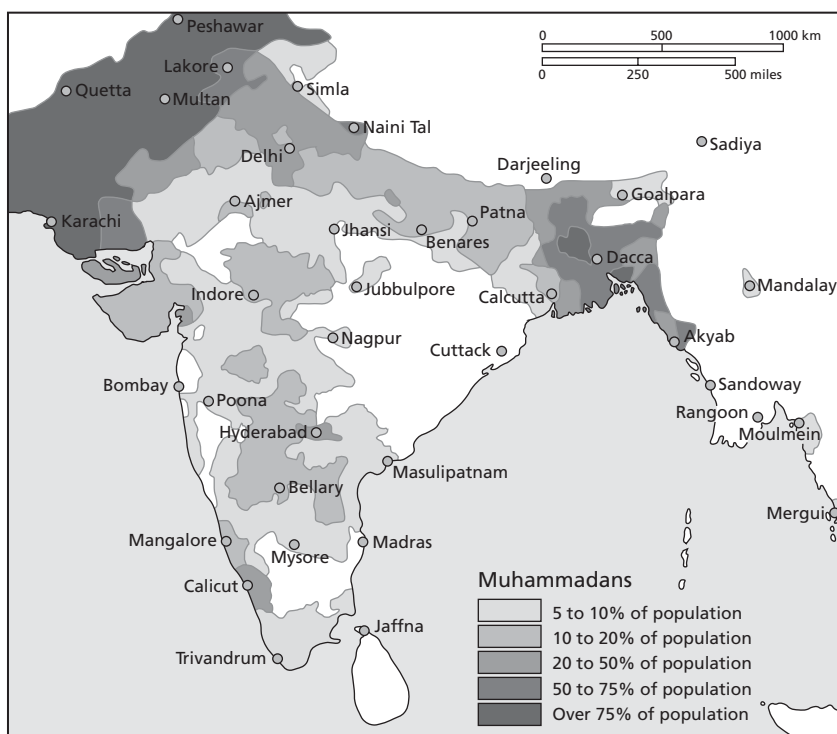 Peshawar
0 500 1000 km
Lakore
0 250 500 miles
Quetta
Simla
Multan
Naini Tal
Delhi
Sadiya
Darjeeling
Goalpara
Ajmer
Patna
Karachi
Jhansi
Benares
Dacca
Indore
Jubbulpore
Calcutta
Mandalay
Nagpur
Cuttack
Akyab
Bombay
Sandoway
Poona
Rangoon
Hyderabad
Moulmein
Masulipatnam
Bellary
Mergui
Mangalore
Madras
Mysore
Muhammadans
Calicut
5 to 10% of population
Jaffna
10 to 20% of population
Trivandrum
20 to 50% of population
50 to 75% of population
Over 75% of population